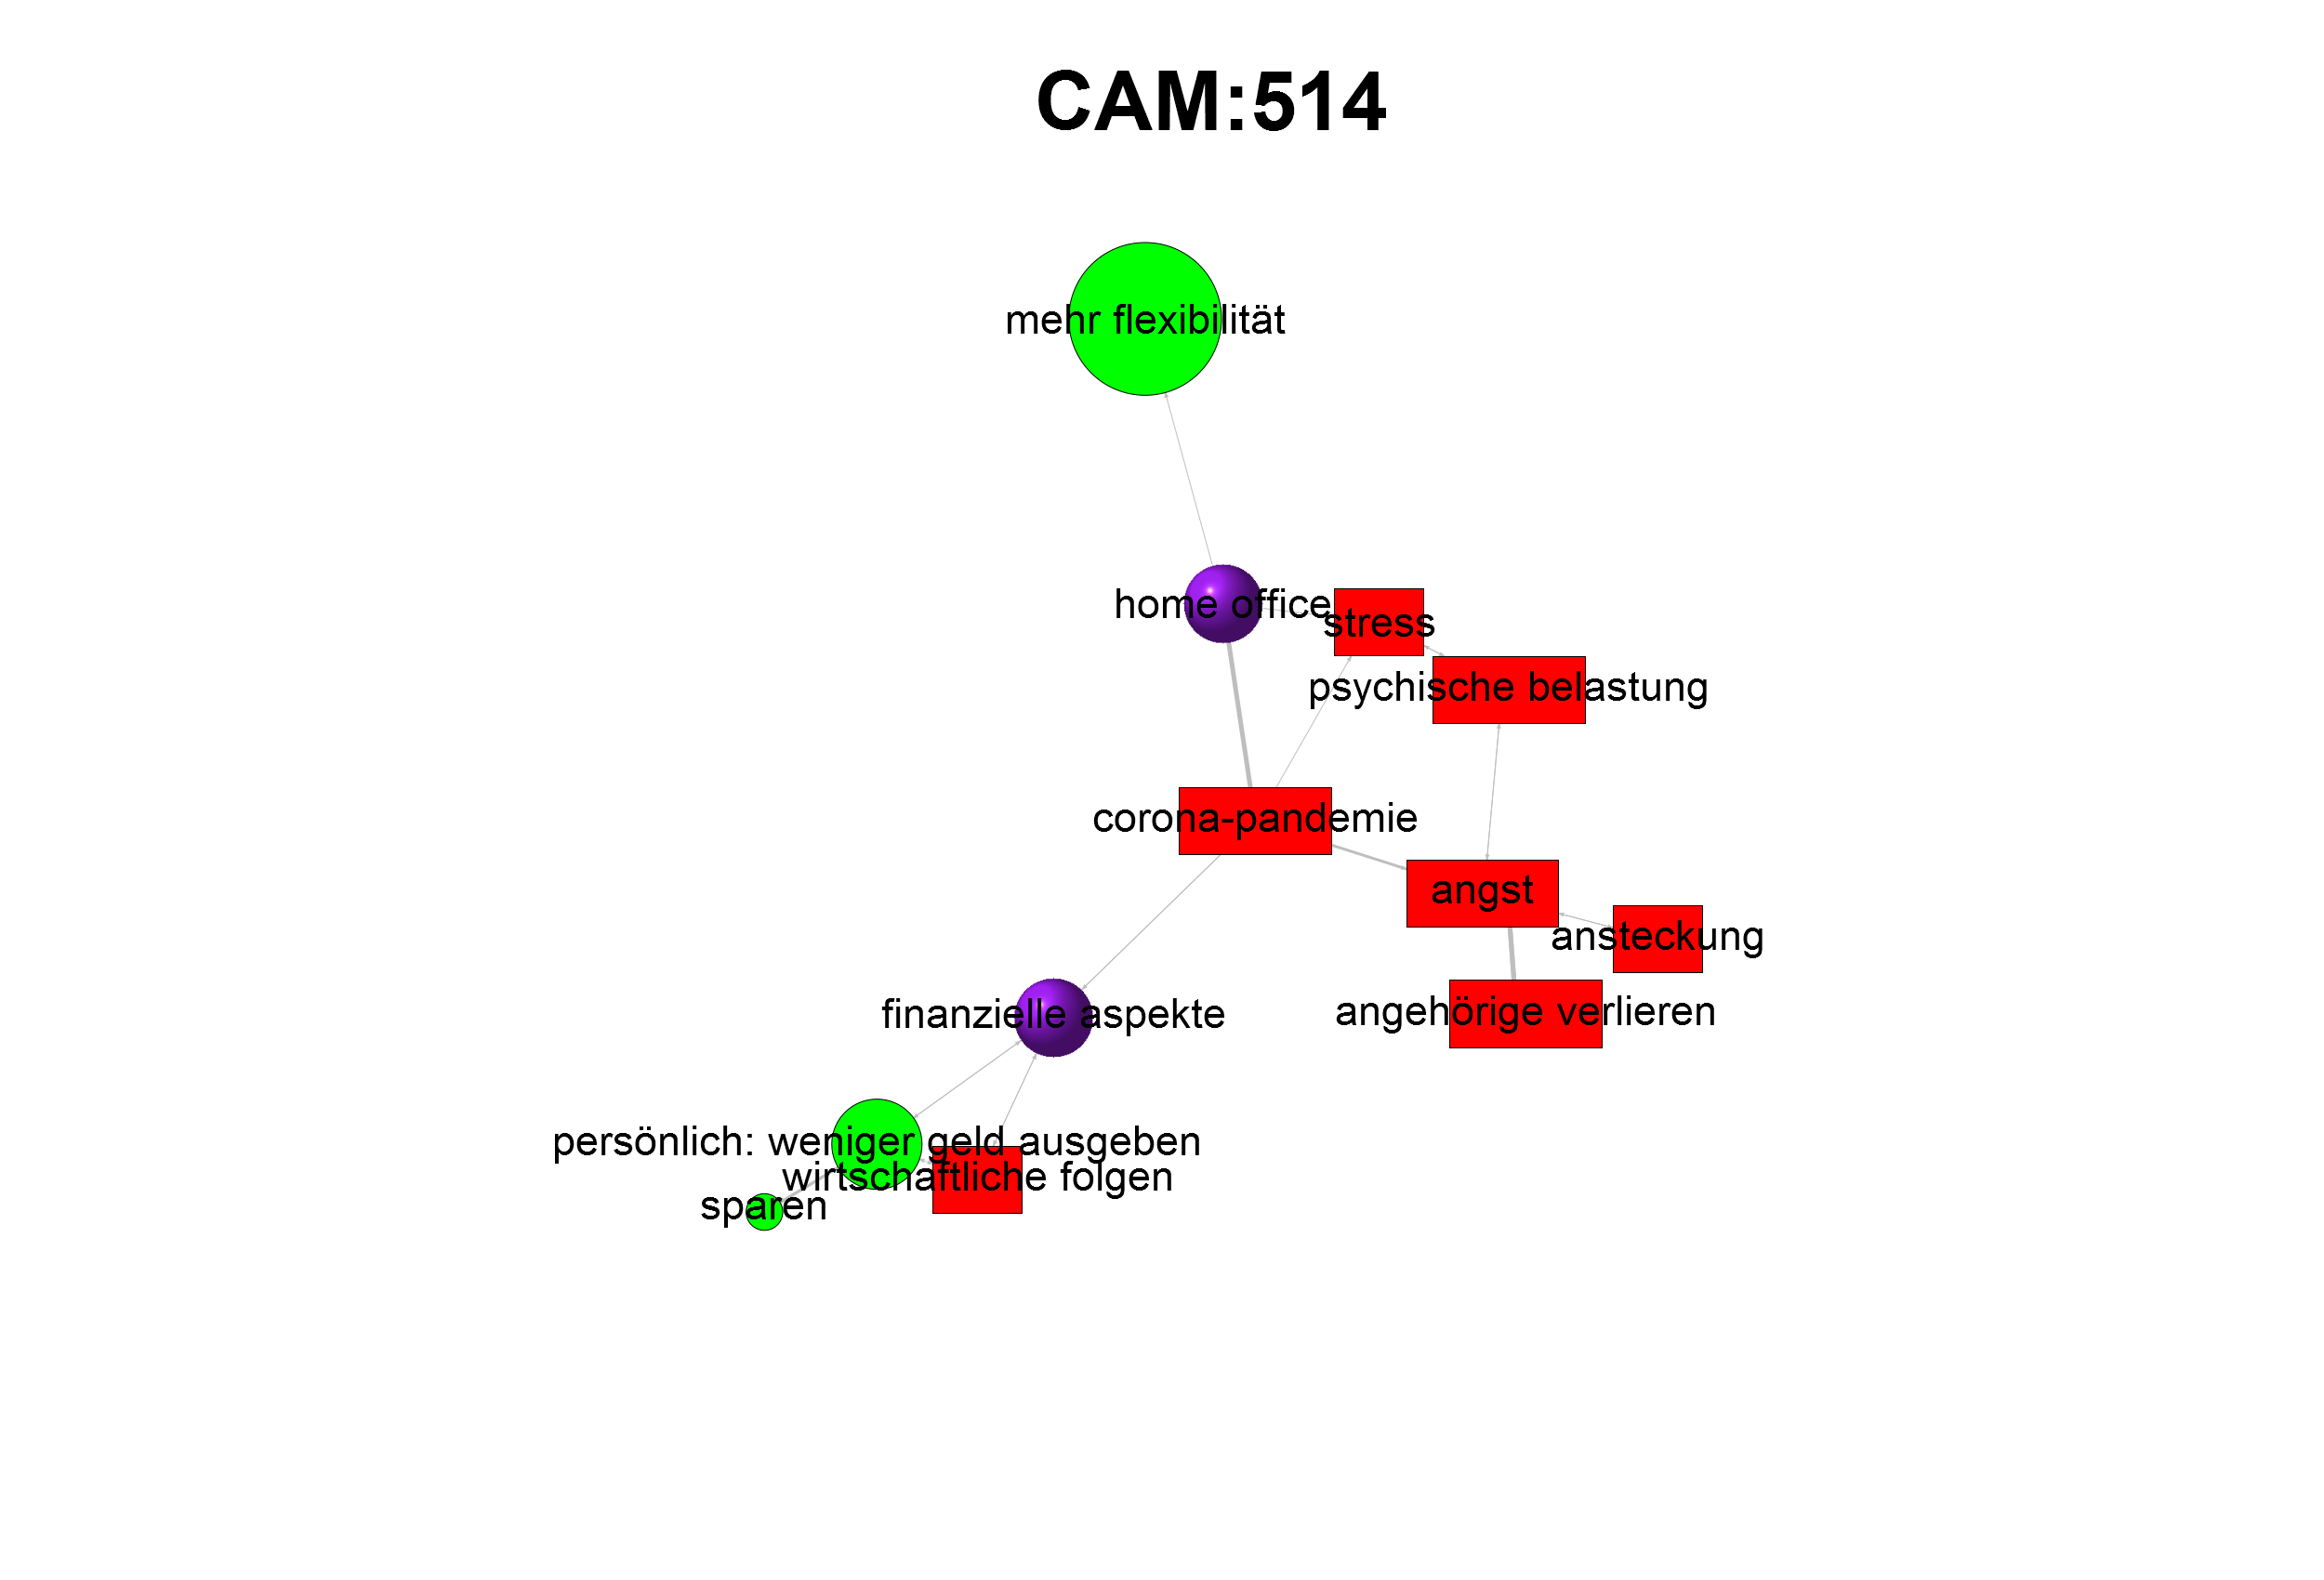 CAM:514
mehr flexibilität
home office
stress
psychische belastung
corona-pandemie
angst
ansteckung
angehörige verlieren
finanzielle aspekte
persönlich: weniger geld ausgeben
wirtschaftliche folgen
sparen